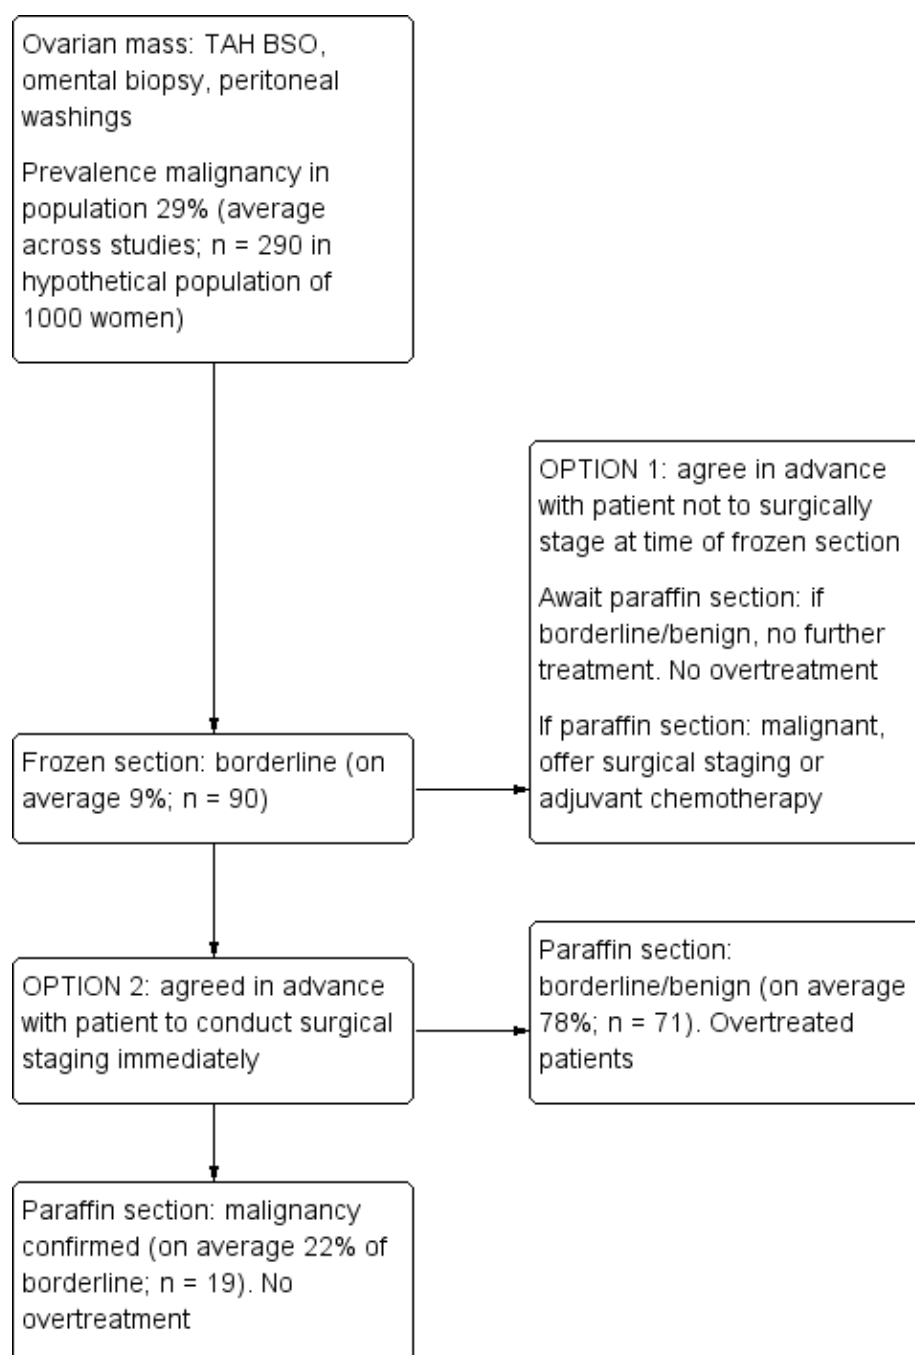 Ovarian mass: TAH BSO,
omental biopsy, peritoneal
washings
Prevalence malignancy in
population 29% (average
across studies; n = 290 in
hypothetical population of
1000 women)
OPTION 1: agree in advance
with patient not to surgically
stage at time of frozen section
Await paraffin section: if
borderline/benign, no further
treatment. No overtreatment
If paraffin section: malignant,
offer surgical staging or
adjuvant chemotherapy
Frozen section: borderline (on
average 9%; n = 90)
OPTION 2: agreed in advance
with patient to conduct surgical
staging immediately
Paraffin section:
borderline/benign (on average
78%; n = 71). Overtreated
patients
Paraffin section: malignancy
confirmed (on average 22% of
borderline; n = 19). No
overtreatment